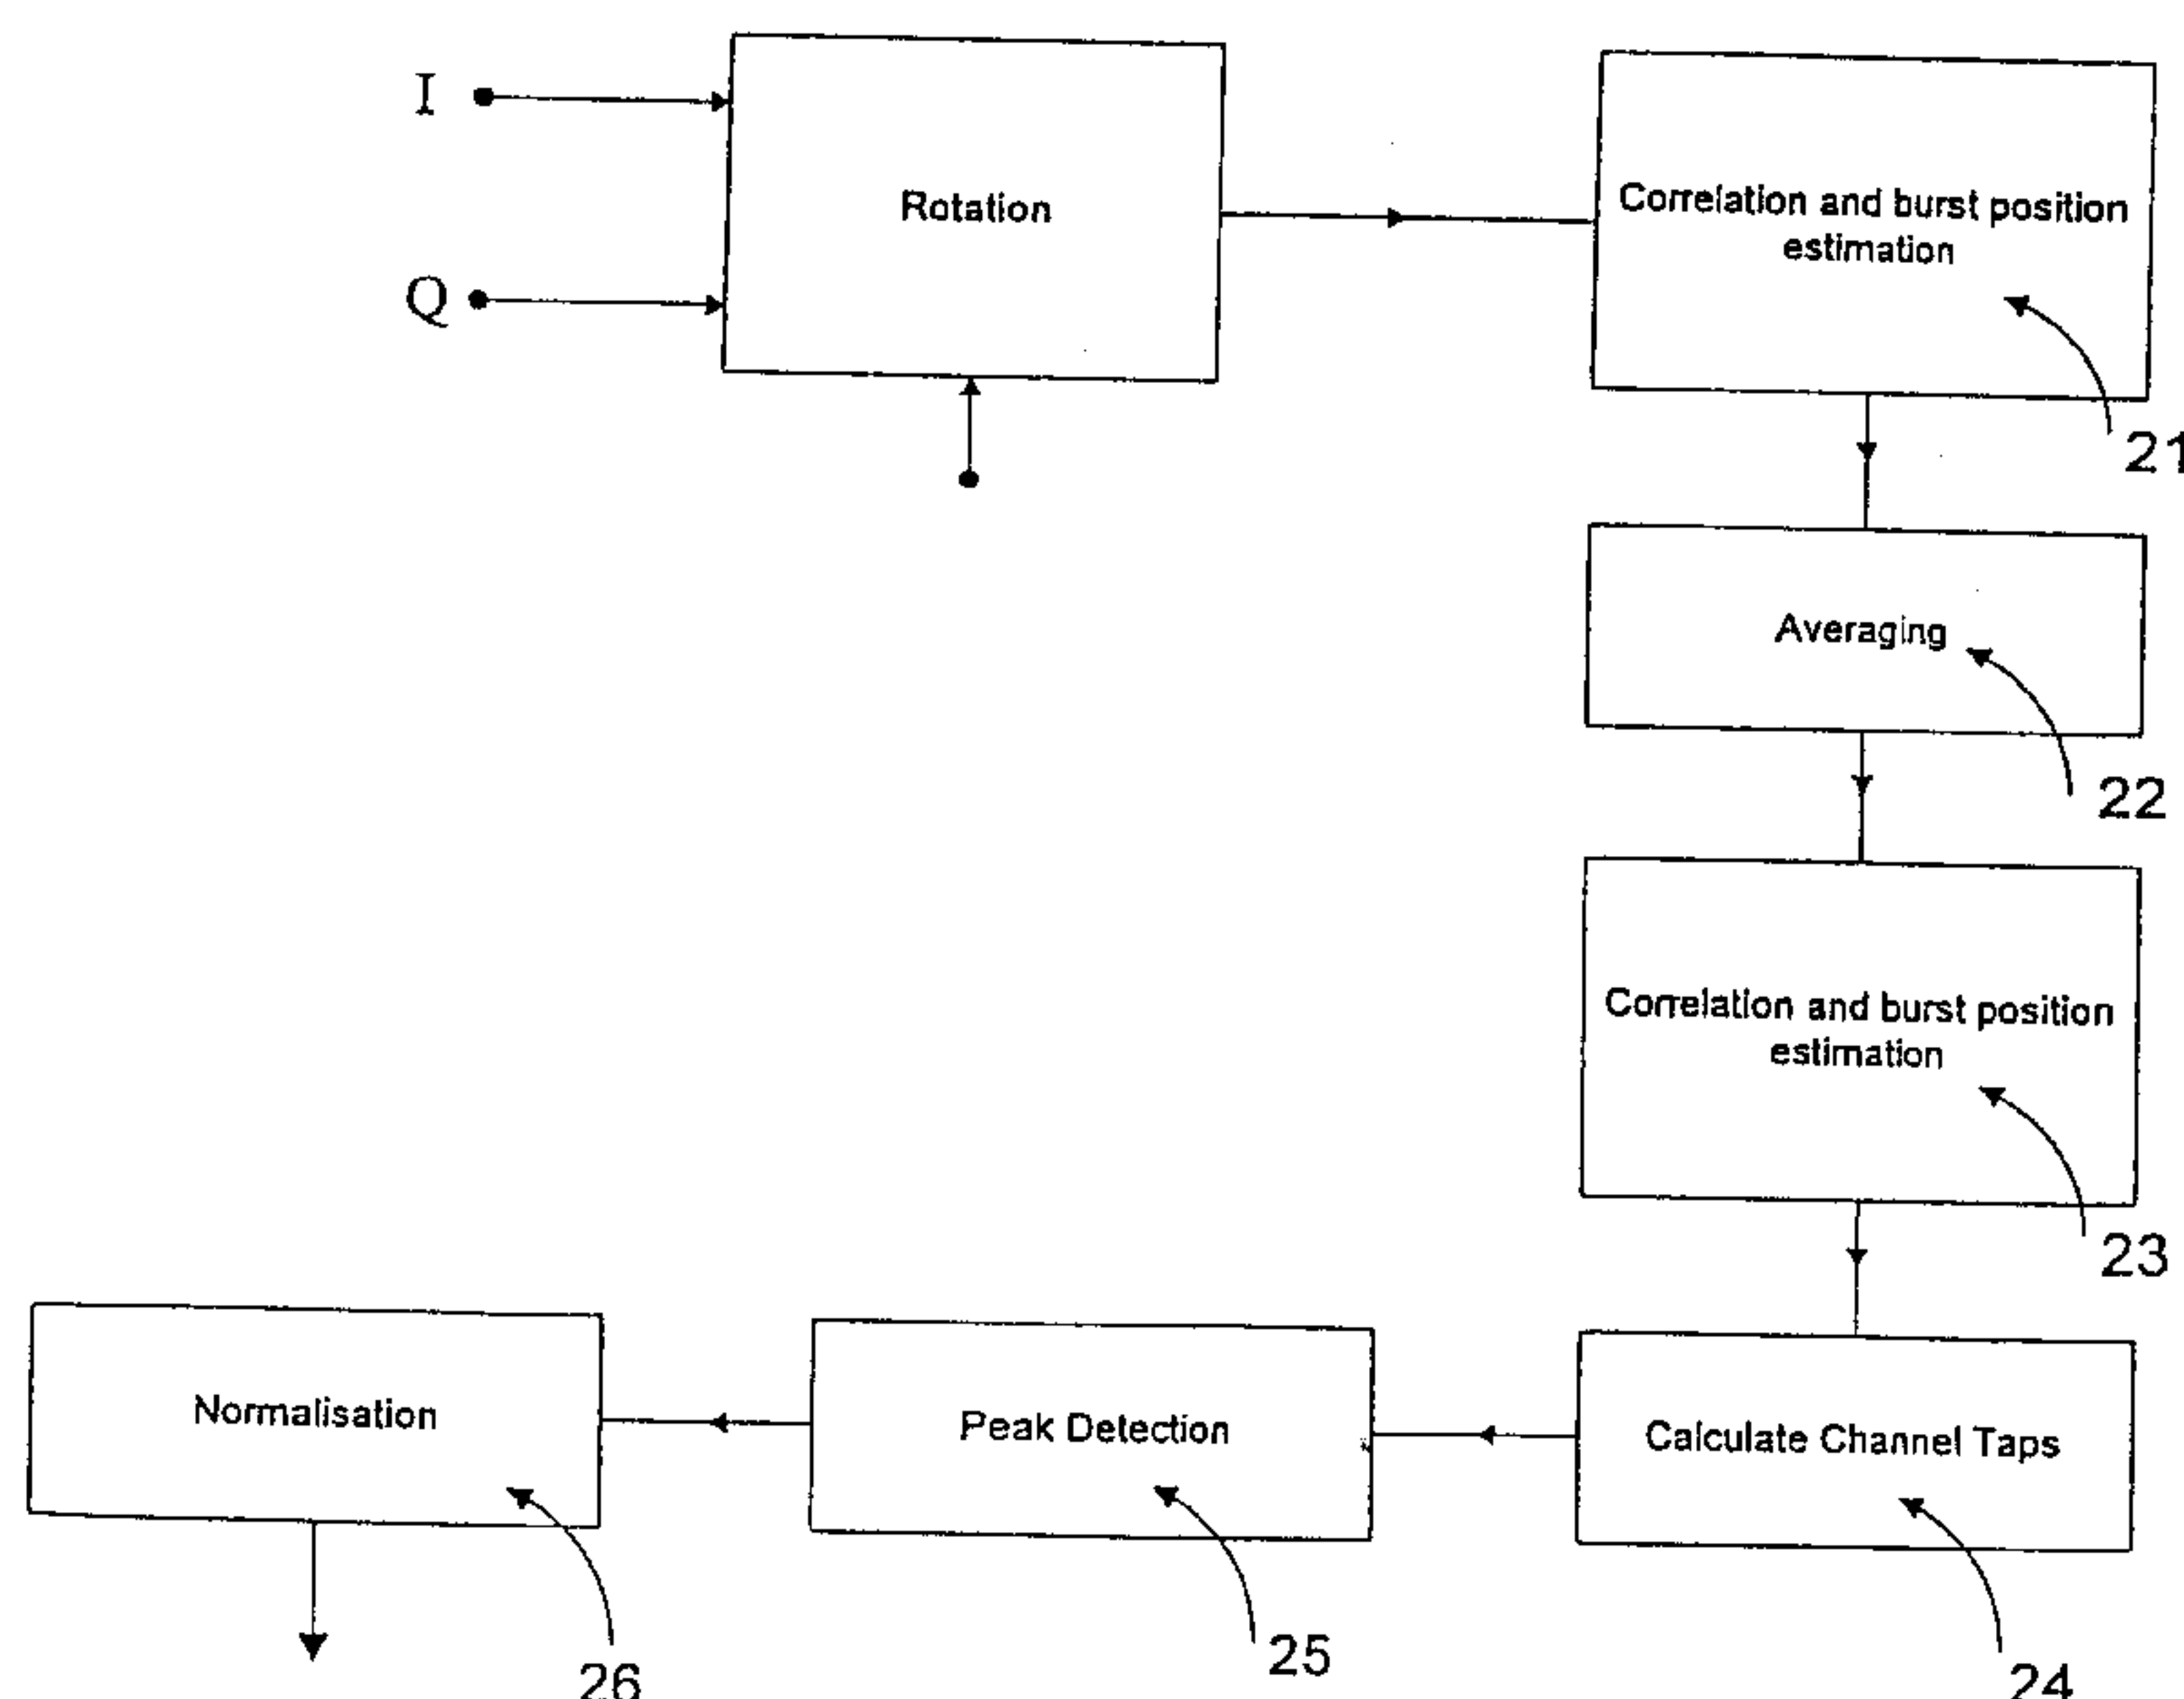 I
Q
Rotation
Correlation and burst position
estimation
21
Averaging
22
Correlation and burst position
estimation
23
Normalisation
Peak Detection
Calculate Channel Taps
26
25
24